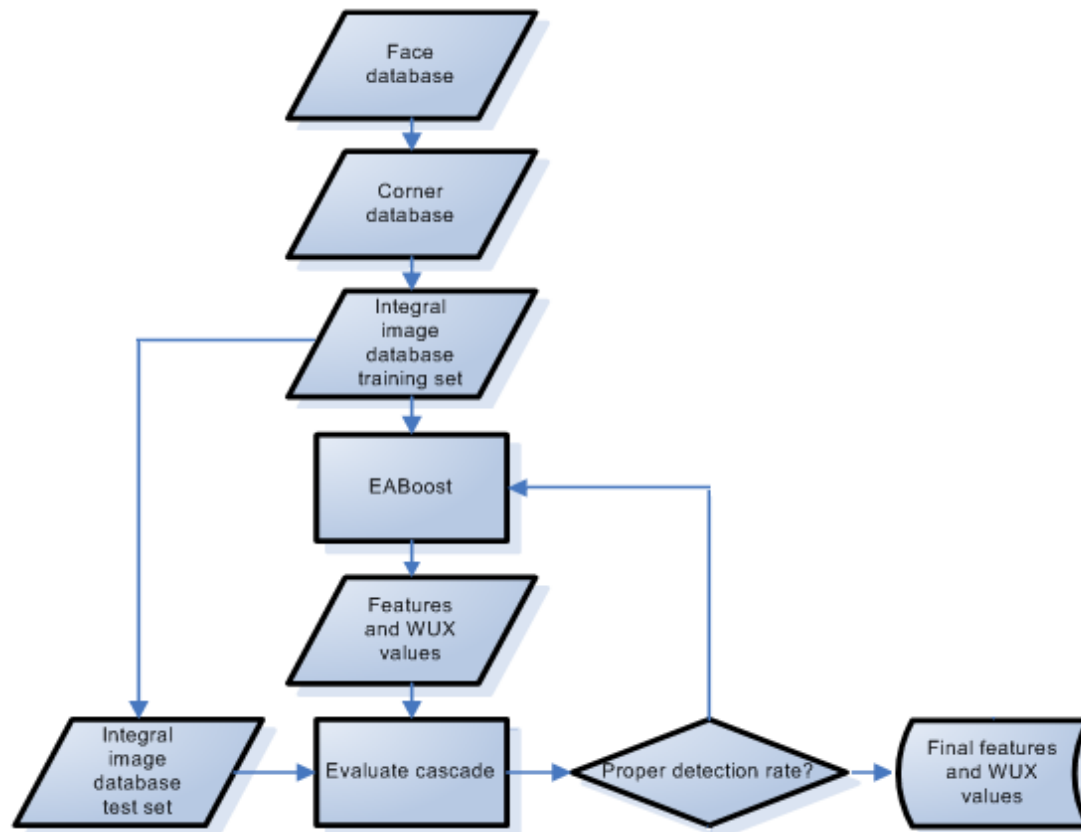 Face
database
Corner
database
Integral
image
database
training set
EABoost
Features
and WUX
values
Integral
image
database
test set
Evaluate cascade
Proper detection rate?
Final features
and WUX
values